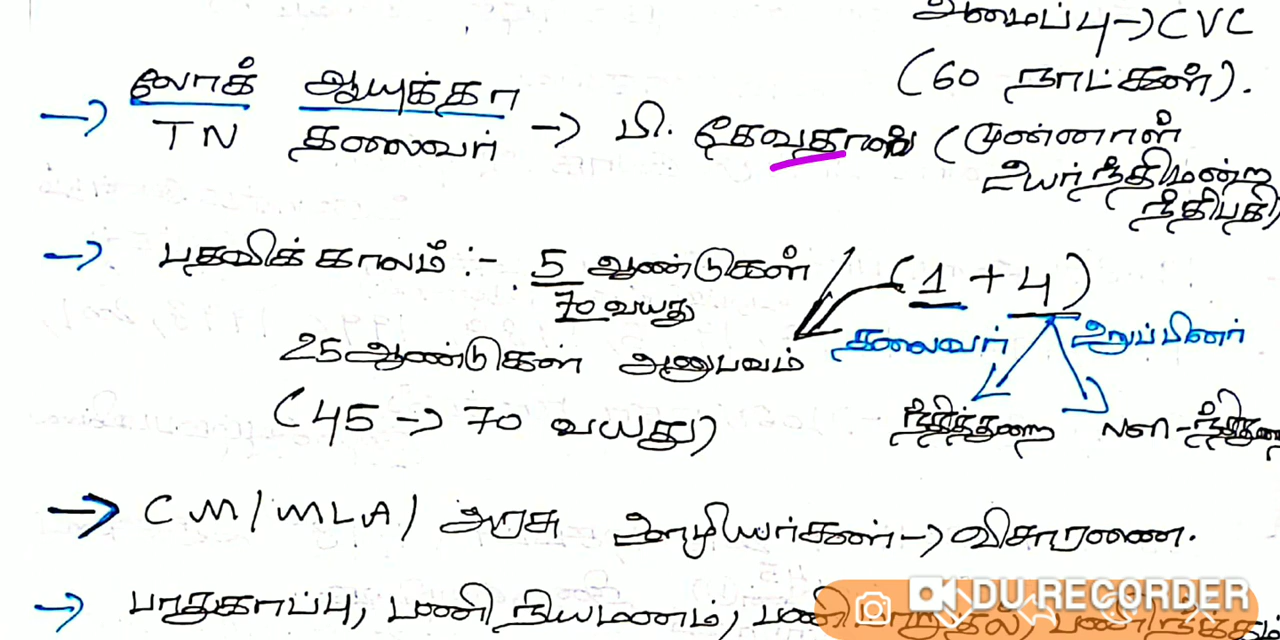 அமைப்பு → CVC
(60 நாட்கள்).
→ லோக் ஆயுக்தா
TN தலைவர் → பி. தேவதாஸ் (முன்னாள்
உயர்நீதிமன்ற
நீதிபதி)
→ பதவிக்காலம் :- 5 ஆண்டுகள் / (1 + 4)
70 வயது
தலைவர் உறுப்பினர்
25 ஆண்டுகள் அனுபவம்
(45 → 70 வயது)
நீதித்துறை Non-நீதித்துறை
→ CM/MLA/ அரசு ஊழியர்கள் → விசாரணை.
→ பாதுகாப்பு, பணி நியமனம்,
DU RECORDER